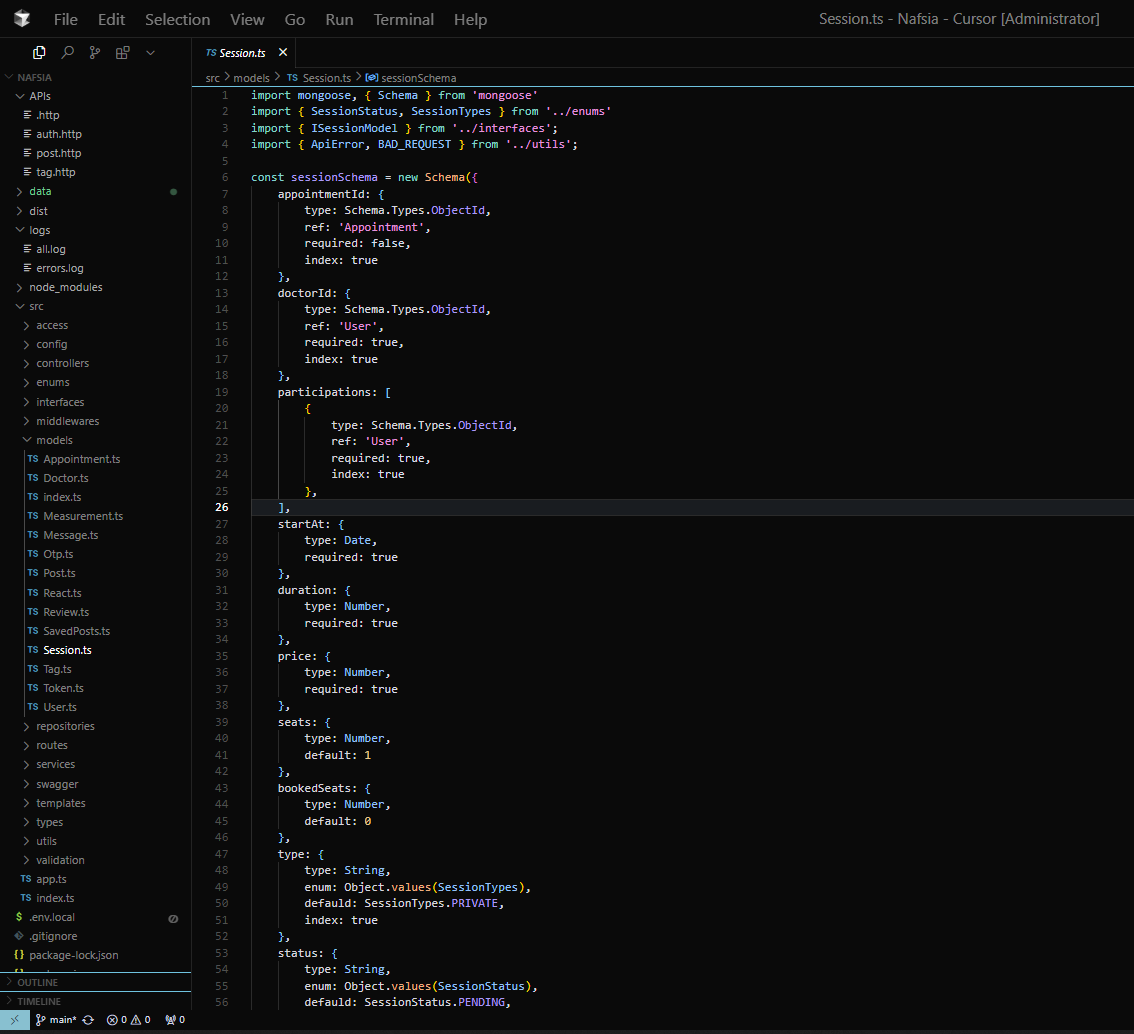 File Edit Selection View Go Run Terminal Help
Session.ts - Nafsia - Cursor [Administrator]
NAFSIA
APIs
.http
auth.http
post.http
tag.http
data
dist
logs
all.log
errors.log
node_modules
src
access
config
controllers
enums
interfaces
middlewares
models
TS Appointment.ts
TS Doctor.ts
TS index.ts
TS Measurement.ts
TS Message.ts
TS Otp.ts
TS Post.ts
TS React.ts
TS Review.ts
TS SavedPosts.ts
TS Session.ts
TS Tag.ts
TS Token.ts
TS User.ts
repositories
routes
services
swagger
templates
types
utils
validation
TS app.ts
TS index.ts
$ .env.local
.gitignore
{} package-lock.json
OUTLINE
TIMELINE
main* 0 0 0
TS Session.ts
src > models > TS Session.ts > sessionSchema
1 import mongoose, { Schema } from 'mongoose'
2 import { SessionStatus, SessionTypes } from '../enums'
3 import { ISessionModel } from '../interfaces';
4 import { ApiError, BAD_REQUEST } from '../utils';
5
6 const sessionSchema = new Schema({
7 appointmentId: {
8 type: Schema.Types.ObjectId,
9 ref: 'Appointment',
10 required: false,
11 index: true
12 },
13 doctorId: {
14 type: Schema.Types.ObjectId,
15 ref: 'User',
16 required: true,
17 index: true
18 },
19 participations: [
20 {
21 type: Schema.Types.ObjectId,
22 ref: 'User',
23 required: true,
24 index: true
25 },
26 ],
27 startAt: {
28 type: Date,
29 required: true
30 },
31 duration: {
32 type: Number,
33 required: true
34 },
35 price: {
36 type: Number,
37 required: true
38 },
39 seats: {
40 type: Number,
41 default: 1
42 },
43 bookedSeats: {
44 type: Number,
45 default: 0
46 },
47 type: {
48 type: String,
49 enum: Object.values(SessionTypes),
50 defauld: SessionTypes.PRIVATE,
51 index: true
52 },
53 status: {
54 type: String,
55 enum: Object.values(SessionStatus),
56 defauld: SessionStatus.PENDING,